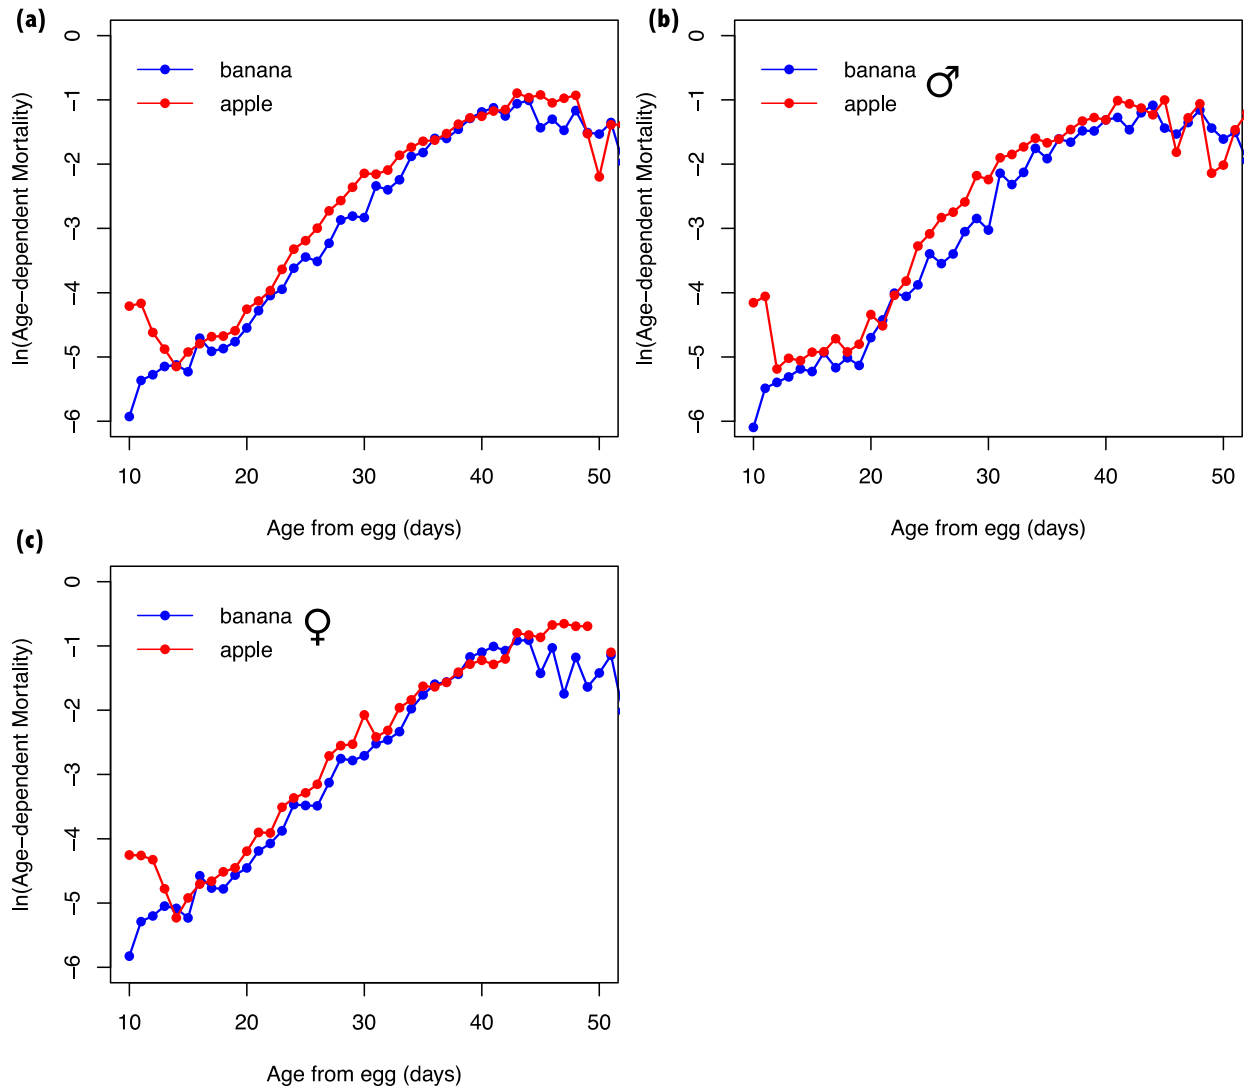 (a)
banana
apple
0
−1
−2
−3
−4
−5
−6
ln(Age−dependent Mortality)
10 20 30 40 50
Age from egg (days)
(b)
banana ♂
apple
0
−1
−2
−3
−4
−5
−6
ln(Age−dependent Mortality)
10 20 30 40 50
Age from egg (days)
(c)
banana ♀
apple
0
−1
−2
−3
−4
−5
−6
ln(Age−dependent Mortality)
10 20 30 40 50
Age from egg (days)